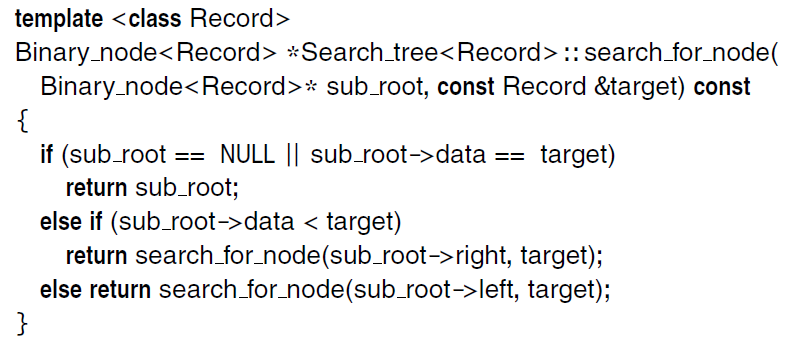 template <class Record>
Binary_node<Record> *Search_tree<Record> :: search_for_node(
Binary_node<Record>* sub_root, const Record &target) const
{
if (sub_root == NULL || sub_root->data == target)
return sub_root;
else if (sub_root->data < target)
return search_for_node(sub_root->right, target);
else return search_for_node(sub_root->left, target);
}